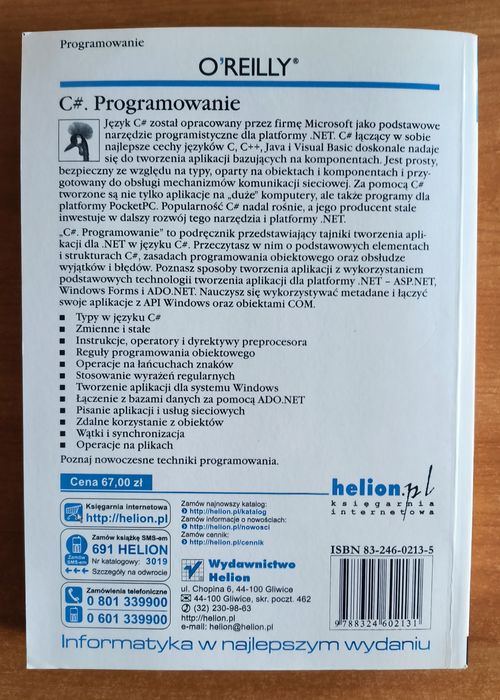 Programowanie
O'REILLY®
C#. Programowanie
Język C# został opracowany przez firmę Microsoft jako podstawowe
narzędzie programistyczne dla platformy .NET. C# łączący w sobie
najlepsze cechy języków C, C++, Java i Visual Basic doskonale nadaje
się do tworzenia aplikacji bazujących na komponentach. Jest prosty,
bezpieczny ze względu na typy, oparty na obiektach i komponentach i przy-
gotowany do obsługi mechanizmów komunikacji sieciowej. Za pomocą C#
tworzone są nie tylko aplikacje na „duże” komputery, ale także programy dla
platformy PocketPC. Popularność C# nadal rośnie, a jego producent stale
inwestuje w dalszy rozwój tego narzędzia i platformy .NET.
„C#. Programowanie” to podręcznik przedstawiający tajniki tworzenia apli-
kacji dla .NET w języku C#. Przeczytasz w nim o podstawowych elementach
i strukturach C#, zasadach programowania obiektowego oraz obsłudze
wyjątków i błędów. Poznasz sposoby tworzenia aplikacji z wykorzystaniem
podstawowych technologii tworzenia aplikacji dla platformy .NET – ASP.NET,
Windows Forms i ADO.NET. Nauczysz się wykorzystywać metadane i łączyć
swoje aplikacje z API Windows oraz obiektami COM.
■ Typy w języku C#
■ Zmienne i stałe
■ Instrukcje, operatory i dyrektywy preprocesora
■ Reguły programowania obiektowego
■ Operacje na łańcuchach znaków
■ Stosowanie wyrażeń regularnych
■ Tworzenie aplikacji dla systemu Windows
■ Łączenie z bazami danych za pomocą ADO.NET
■ Pisanie aplikacji i usług sieciowych
■ Zdalne korzystanie z obiektów
■ Wątki i synchronizacja
■ Operacje na plikach
Poznaj nowoczesne techniki programowania.
Cena 67,00 zł
helion.pl
księgarnia
internetowa
Księgarnia internetowa
http://helion.pl
Zamów najnowszy katalog:
http://helion.pl/katalog
Zamów informacje o nowościach:
http://helion.pl/nowosci
Zamów cennik:
http://helion.pl/cennik
Zamów książkę SMS-em
691 HELION
Nr katalogowy: 3019
Zamów SMS-em
Szczegóły na odwrocie
Zamówienia telefoniczne
0 801 339900
0 601 339900
Wydawnictwo
Helion
ul. Chopina 6, 44-100 Gliwice
44-100 Gliwice, skr. poczt. 462
(32) 230-98-63
http://helion.pl
e-mail: helion@helion.pl
ISBN 83-246-0213-5
9 788324 602131
Informatyka w najlepszym wydaniu